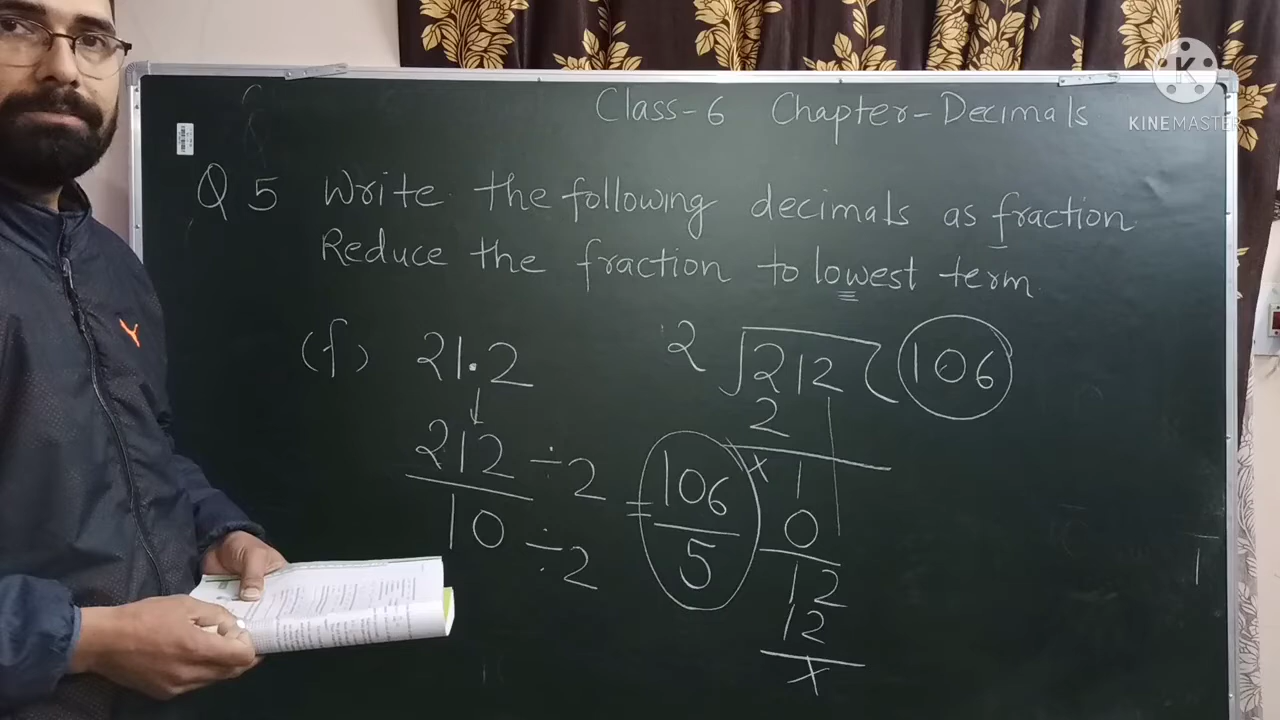 Class-6 Chapter-Decimals
K
KINEMASTER
Q 5 Write the following decimals as fraction.
Reduce the fraction to lowest term.
(f) 21.2
212 ÷2
10 ÷2
= 106
5
2 212 106
2
x 1
0
12
12
x